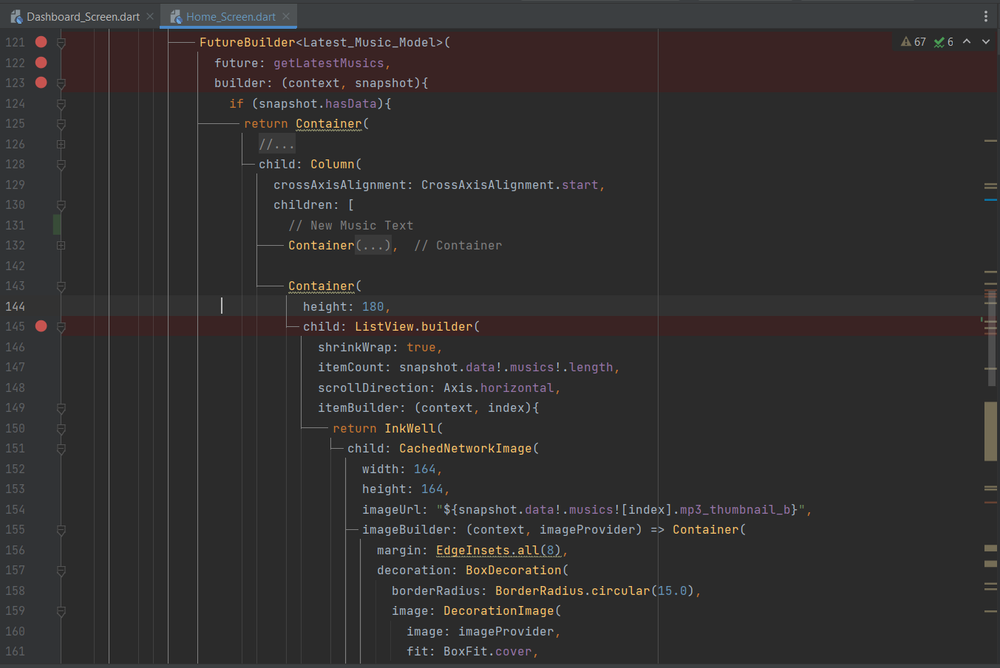 Dashboard_Screen.dart Home_Screen.dart
67 6
121 FutureBuilder<Latest_Music_Model>(
122 future: getLatestMusics,
123 builder: (context, snapshot){
124 if (snapshot.hasData){
125 return Container(
126 //...
128 child: Column(
129 crossAxisAlignment: CrossAxisAlignment.start,
130 children: [
131 // New Music Text
132 Container(...), // Container
142
143 Container(
144 height: 180,
145 child: ListView.builder(
146 shrinkWrap: true,
147 itemCount: snapshot.data!.musics!.length,
148 scrollDirection: Axis.horizontal,
149 itemBuilder: (context, index){
150 return InkWell(
151 child: CachedNetworkImage(
152 width: 164,
153 height: 164,
154 imageUrl: "${snapshot.data!.musics![index].mp3_thumbnail_b}",
155 imageBuilder: (context, imageProvider) => Container(
156 margin: EdgeInsets.all(8),
157 decoration: BoxDecoration(
158 borderRadius: BorderRadius.circular(15.0),
159 image: DecorationImage(
160 image: imageProvider,
161 fit: BoxFit.cover,